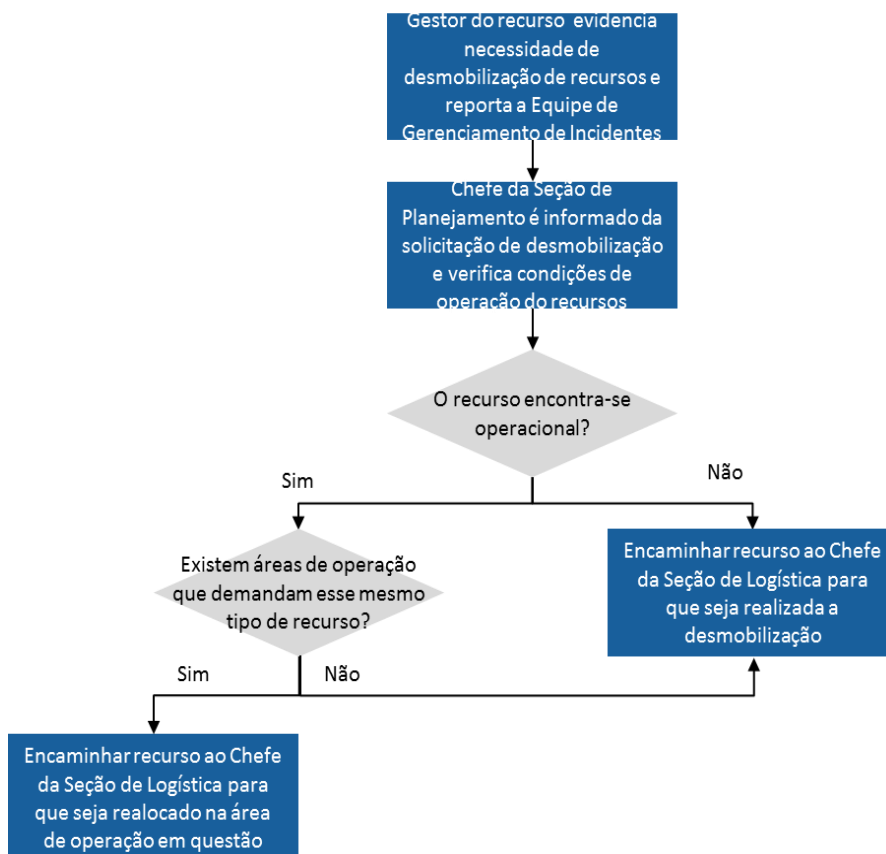 Gestor do recurso evidencia
necessidade de
desmobilização de recursos e
reporta a Equipe de
Gerenciamento de Incidentes
Chefe da Seção de
Planejamento é informado da
solicitação de desmobilização
e verifica condições de
operação do recursos
O recurso encontra-se
operacional?
Sim
Não
Existem áreas de operação
que demandam esse mesmo
tipo de recurso?
Encaminhar recurso ao Chefe
da Seção de Logística para
que seja realizada a
desmobilização
Sim
Não
Encaminhar recurso ao Chefe
da Seção de Logística para
que seja realocado na área
de operação em questão